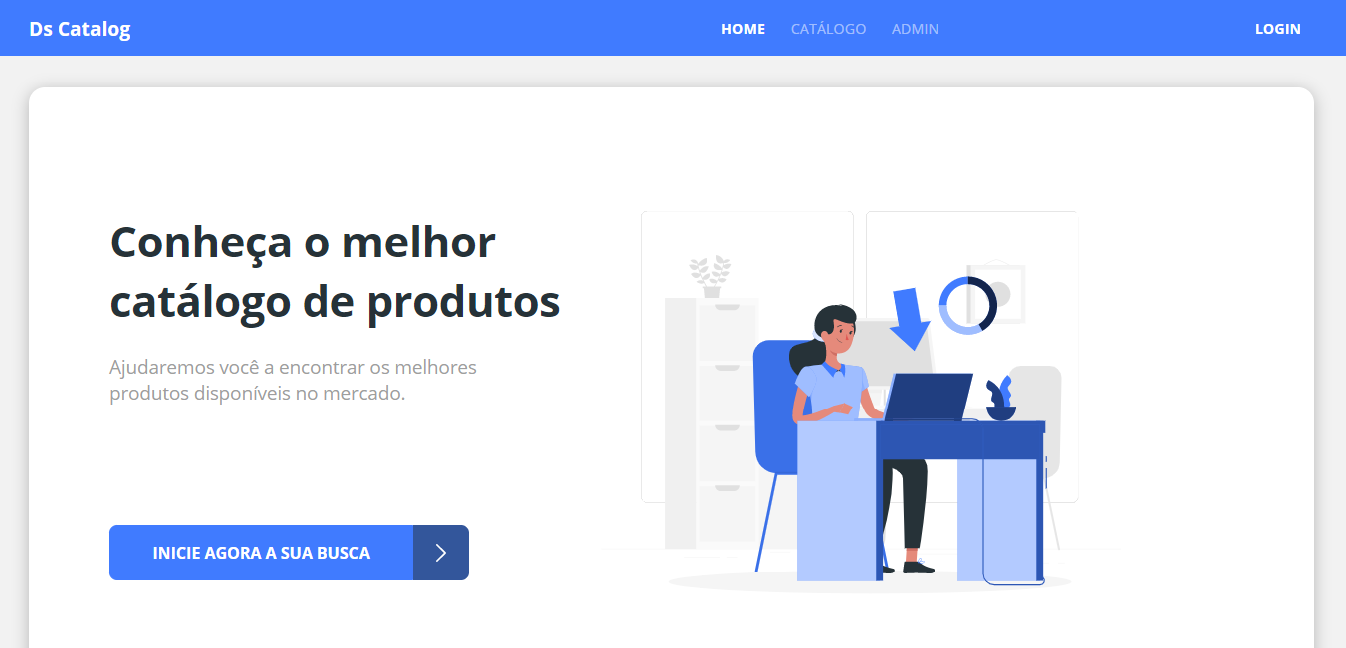 Ds Catalog
HOME CATÁLOGO ADMIN
LOGIN
Conheça o melhor
catálogo de produtos
Ajudaremos você a encontrar os melhores
produtos disponíveis no mercado.
INICIE AGORA A SUA BUSCA